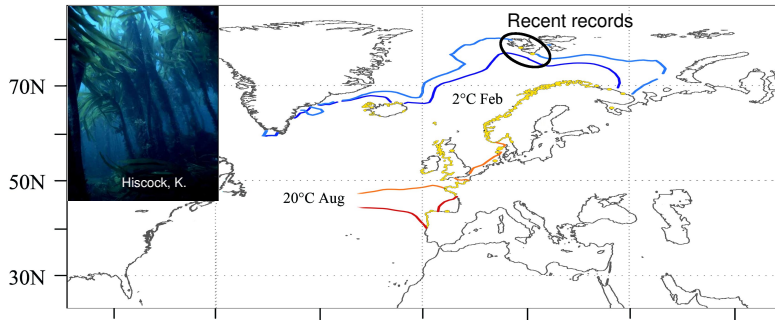 Recent records
70N
2°C Feb
Hiscock, K.
50N
20°C Aug
30N